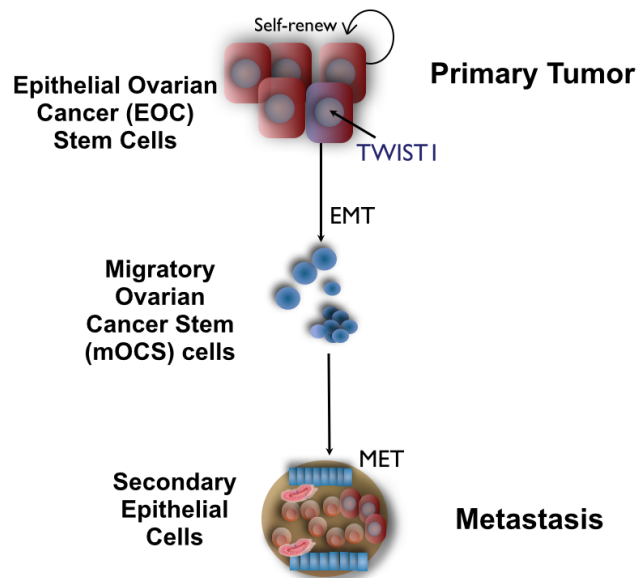 Self-renew
Primary Tumor
Epithelial Ovarian
Cancer (EOC)
Stem Cells
TWIST1
EMT
Migratory
Ovarian
Cancer Stem
(mOCS) cells
MET
Secondary
Epithelial
Cells
Metastasis